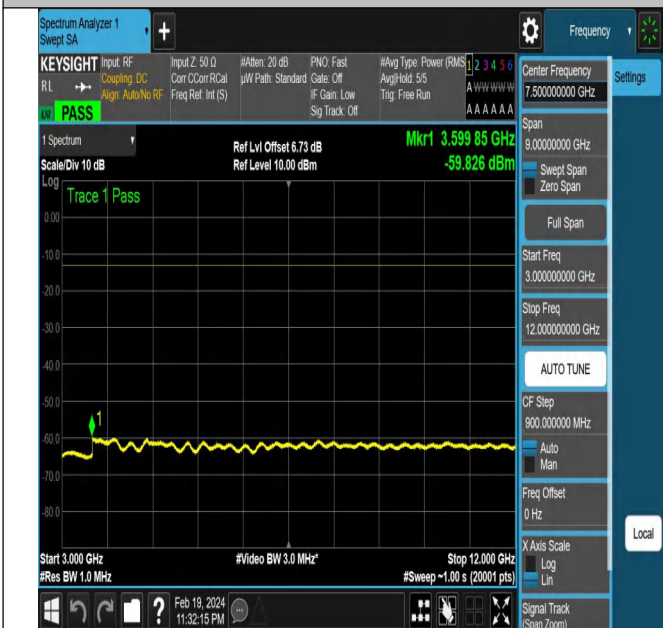 Spectrum Analyzer 1
Swept SA
+
Frequency
KEYSIGHT
RL
LXI
PASS
Input: RF
Coupling: DC
Align: Auto/No RF
Input Z: 50 Ω
Corr CCorr RCal
Freq Ref: Int (S)
#Atten: 20 dB
µW Path: Standard
PNO: Fast
Gate: Off
IF Gain: Low
Sig Track: Off
#Avg Type: Power (RMS
Avg|Hold: 5/5
Trig: Free Run
1 2 3 4 5 6
A W W W W W
A A A A A A
1 Spectrum
Scale/Div 10 dB
Log
Ref Lvl Offset 6.73 dB
Ref Level 10.00 dBm
Mkr1 3.599 85 GHz
-59.826 dBm
Trace 1 Pass
0.00
-10.0
-20.0
-30.0
-40.0
-50.0
-60.0
-70.0
-80.0
1
Start 3.000 GHz
#Res BW 1.0 MHz
#Video BW 3.0 MHz*
Stop 12.000 GHz
#Sweep ~1.00 s (20001 pts)
?
Feb 19, 2024
11:32:15 PM
Center Frequency
7.500000000 GHz
Settings
Span
9.00000000 GHz
Swept Span
Zero Span
Full Span
Start Freq
3.000000000 GHz
Stop Freq
12.000000000 GHz
AUTO TUNE
CF Step
900.000000 MHz
Auto
Man
Freq Offset
0 Hz
X Axis Scale
Log
Lin
Local
Signal Track
(Span Zoom)